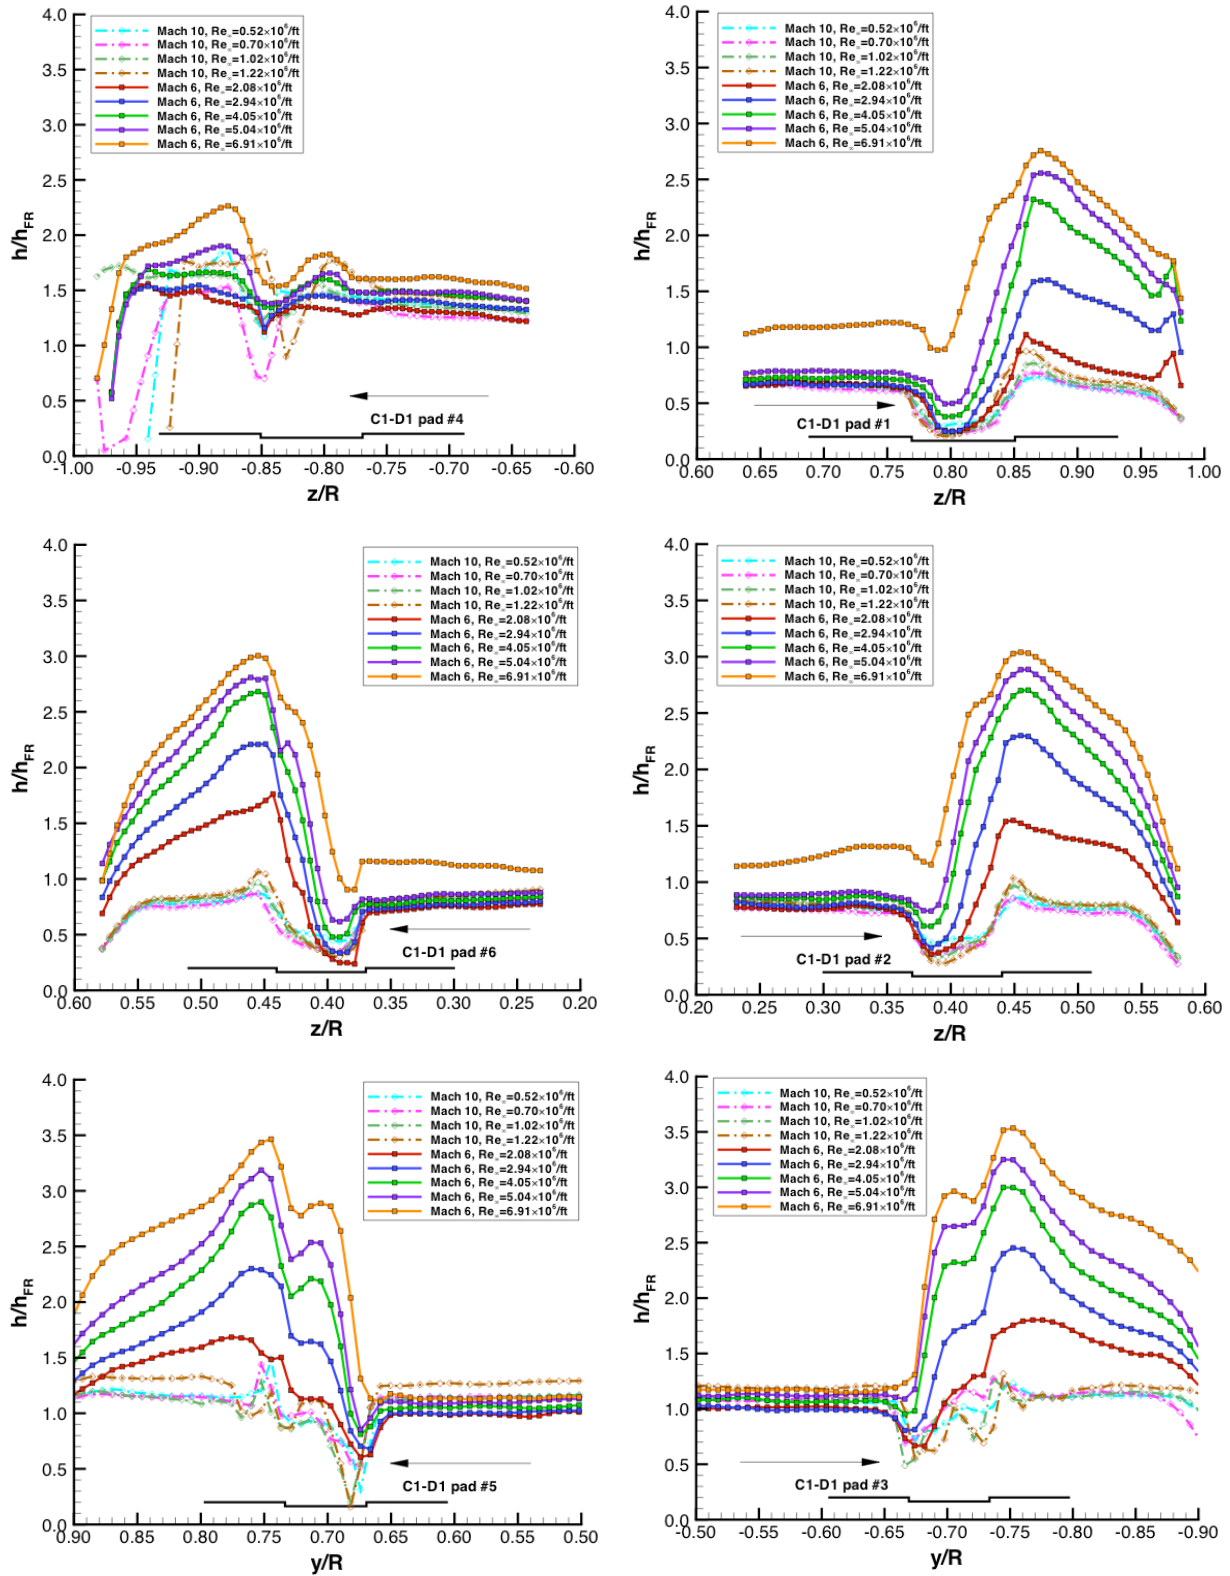 4.0
3.5
3.0
2.5
2.0
1.5
1.0
0.5
0.0
h/h_FR
Mach 10, Re∞=0.52×10⁶/ft
Mach 10, Re∞=0.70×10⁶/ft
Mach 10, Re∞=1.02×10⁶/ft
Mach 10, Re∞=1.22×10⁶/ft
Mach 6, Re∞=2.08×10⁶/ft
Mach 6, Re∞=2.94×10⁶/ft
Mach 6, Re∞=4.05×10⁶/ft
Mach 6, Re∞=5.04×10⁶/ft
Mach 6, Re∞=6.91×10⁶/ft
C1-D1 pad #4
-1.00 -0.95 -0.90 -0.85 -0.80 -0.75 -0.70 -0.65 -0.60
z/R
4.0
3.5
3.0
2.5
2.0
1.5
1.0
0.5
0.0
h/h_FR
Mach 10, Re∞=0.52×10⁶/ft
Mach 10, Re∞=0.70×10⁶/ft
Mach 10, Re∞=1.02×10⁶/ft
Mach 10, Re∞=1.22×10⁶/ft
Mach 6, Re∞=2.08×10⁶/ft
Mach 6, Re∞=2.94×10⁶/ft
Mach 6, Re∞=4.05×10⁶/ft
Mach 6, Re∞=5.04×10⁶/ft
Mach 6, Re∞=6.91×10⁶/ft
C1-D1 pad #1
0.60 0.65 0.70 0.75 0.80 0.85 0.90 0.95 1.00
z/R
4.0
3.5
3.0
2.5
2.0
1.5
1.0
0.5
0.0
h/h_FR
Mach 10, Re∞=0.52×10⁶/ft
Mach 10, Re∞=0.70×10⁶/ft
Mach 10, Re∞=1.02×10⁶/ft
Mach 10, Re∞=1.22×10⁶/ft
Mach 6, Re∞=2.08×10⁶/ft
Mach 6, Re∞=2.94×10⁶/ft
Mach 6, Re∞=4.05×10⁶/ft
Mach 6, Re∞=5.04×10⁶/ft
Mach 6, Re∞=6.91×10⁶/ft
C1-D1 pad #6
0.60 0.55 0.50 0.45 0.40 0.35 0.30 0.25 0.20
z/R
4.0
3.5
3.0
2.5
2.0
1.5
1.0
0.5
0.0
h/h_FR
Mach 10, Re∞=0.52×10⁶/ft
Mach 10, Re∞=0.70×10⁶/ft
Mach 10, Re∞=1.02×10⁶/ft
Mach 10, Re∞=1.22×10⁶/ft
Mach 6, Re∞=2.08×10⁶/ft
Mach 6, Re∞=2.94×10⁶/ft
Mach 6, Re∞=4.05×10⁶/ft
Mach 6, Re∞=5.04×10⁶/ft
Mach 6, Re∞=6.91×10⁶/ft
C1-D1 pad #2
0.20 0.25 0.30 0.35 0.40 0.45 0.50 0.55 0.60
z/R
4.0
3.5
3.0
2.5
2.0
1.5
1.0
0.5
0.0
h/h_FR
Mach 10, Re∞=0.52×10⁶/ft
Mach 10, Re∞=0.70×10⁶/ft
Mach 10, Re∞=1.02×10⁶/ft
Mach 10, Re∞=1.22×10⁶/ft
Mach 6, Re∞=2.08×10⁶/ft
Mach 6, Re∞=2.94×10⁶/ft
Mach 6, Re∞=4.05×10⁶/ft
Mach 6, Re∞=5.04×10⁶/ft
Mach 6, Re∞=6.91×10⁶/ft
C1-D1 pad #5
0.90 0.85 0.80 0.75 0.70 0.65 0.60 0.55 0.50
y/R
4.0
3.5
3.0
2.5
2.0
1.5
1.0
0.5
0.0
h/h_FR
Mach 10, Re∞=0.52×10⁶/ft
Mach 10, Re∞=0.70×10⁶/ft
Mach 10, Re∞=1.02×10⁶/ft
Mach 10, Re∞=1.22×10⁶/ft
Mach 6, Re∞=2.08×10⁶/ft
Mach 6, Re∞=2.94×10⁶/ft
Mach 6, Re∞=4.05×10⁶/ft
Mach 6, Re∞=5.04×10⁶/ft
Mach 6, Re∞=6.91×10⁶/ft
C1-D1 pad #3
-0.50 -0.55 -0.60 -0.65 -0.70 -0.75 -0.80 -0.85 -0.90
y/R